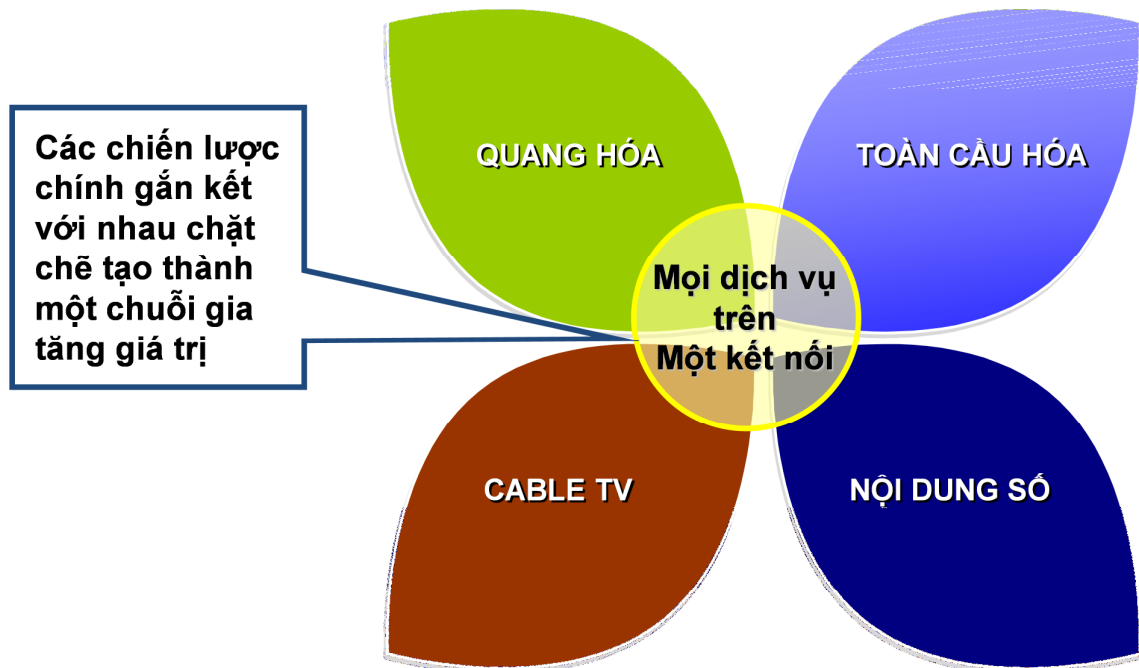 Các chiến lược
chính gắn kết
với nhau chặt
chẽ tạo thành
một chuỗi gia
tăng giá trị
QUANG HÓA
TOÀN CẦU HÓA
Mọi dịch vụ
trên
Một kết nối
CABLE TV
NỘI DUNG SỐ